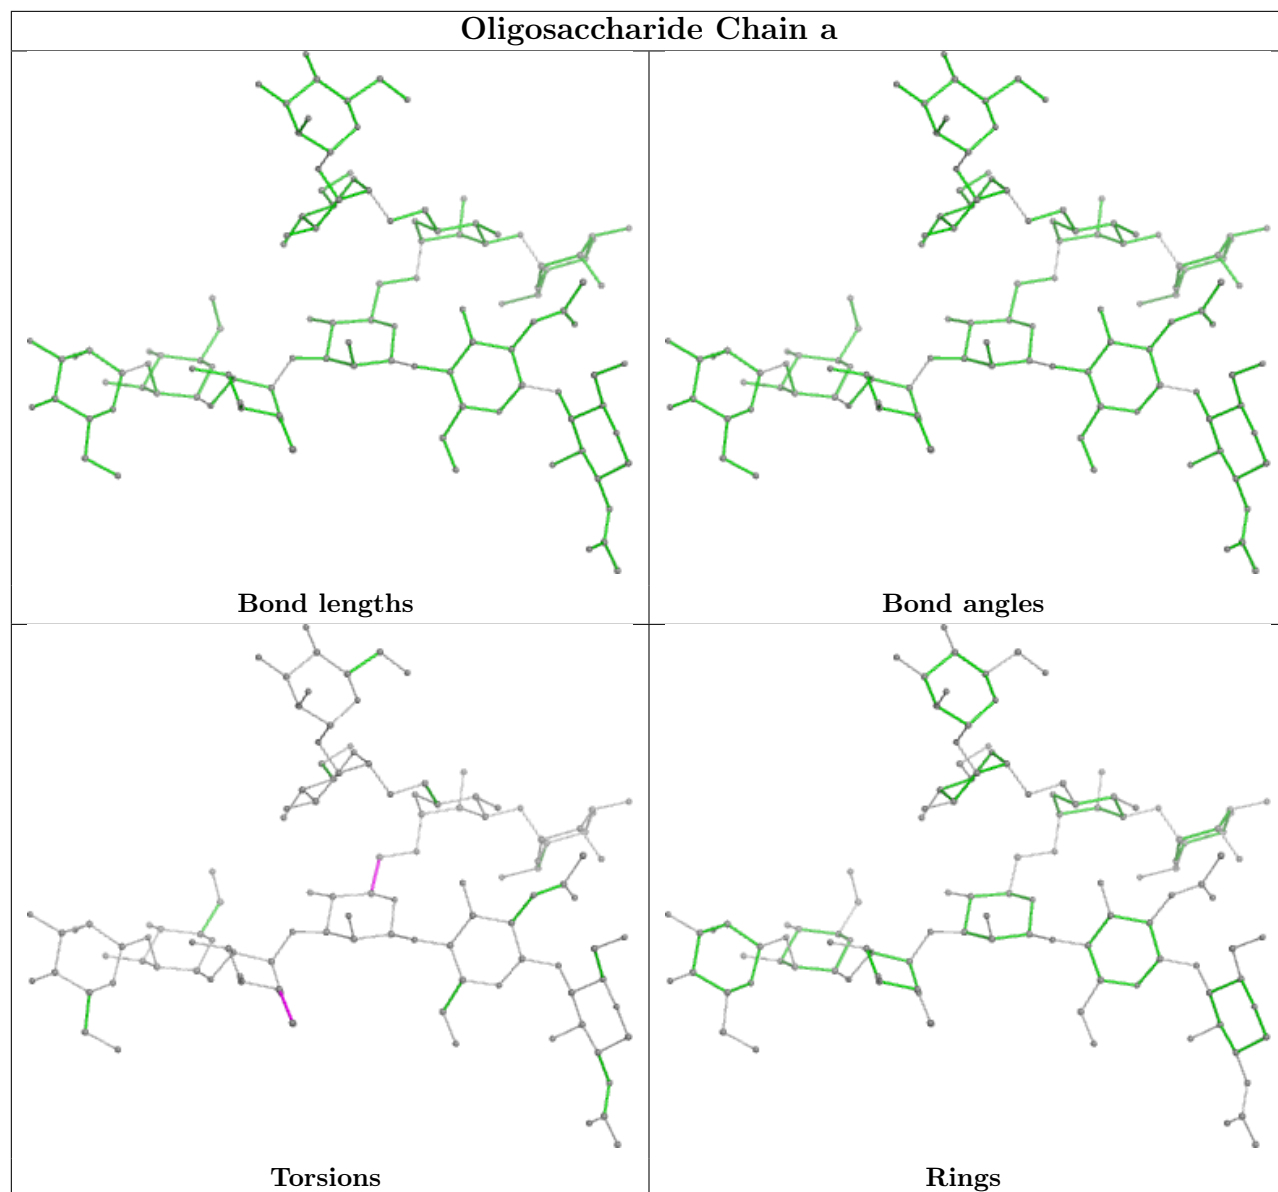 Oligosaccharide Chain a
Bond lengths
Bond angles
Torsions
Rings